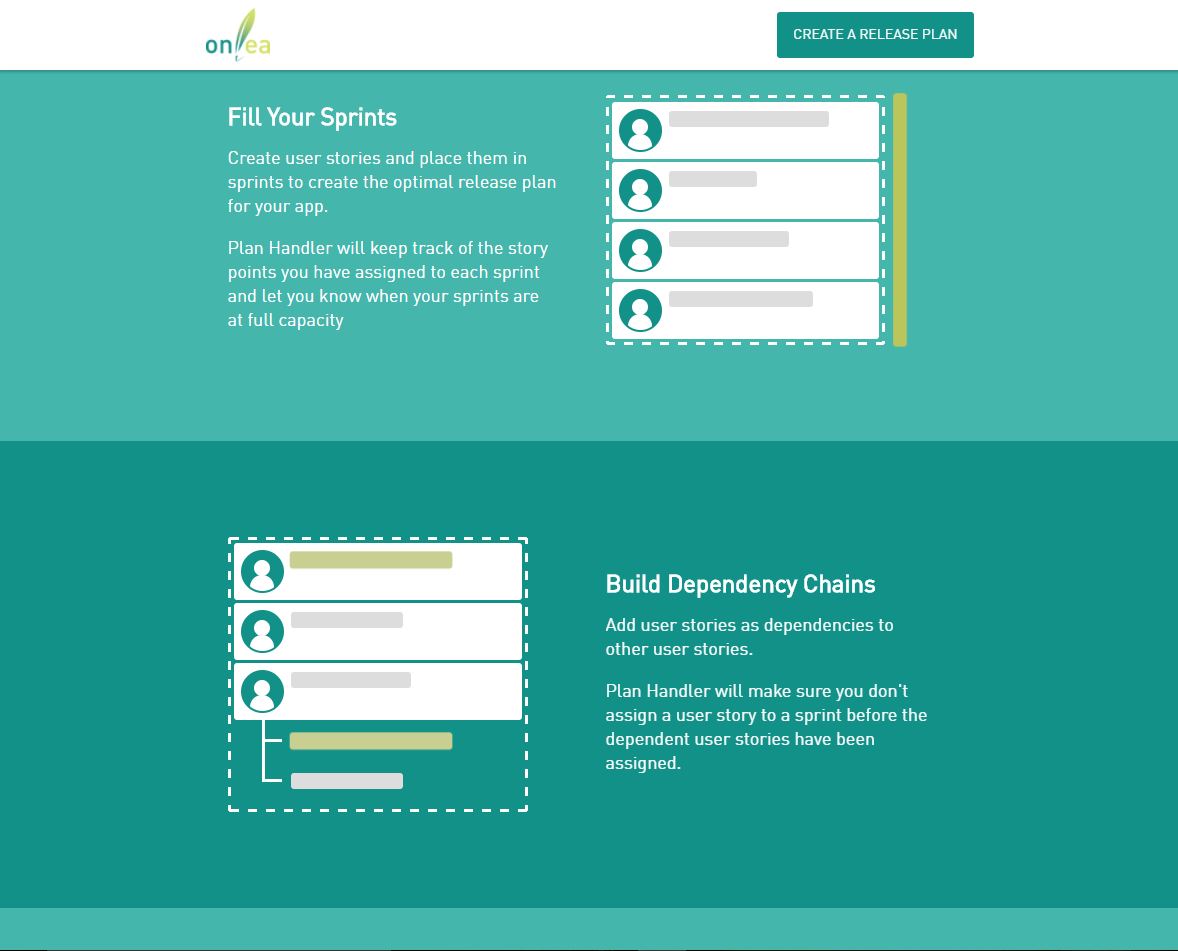 onlea
CREATE A RELEASE PLAN
Fill Your Sprints
Create user stories and place them in
sprints to create the optimal release plan
for your app.
Plan Handler will keep track of the story
points you have assigned to each sprint
and let you know when your sprints are
at full capacity
Build Dependency Chains
Add user stories as dependencies to
other user stories.
Plan Handler will make sure you don't
assign a user story to a sprint before the
dependent user stories have been
assigned.